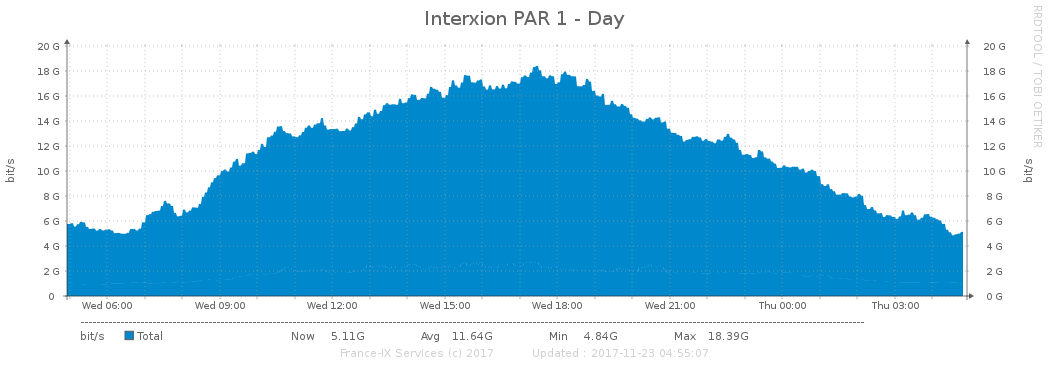 Interxion PAR 1 - Day
RRDTOOL / TOBI OETIKER
20 G 20 G
18 G 18 G
16 G 16 G
14 G 14 G
12 G 12 G
10 G 10 G
8 G 8 G
6 G 6 G
4 G 4 G
2 G 2 G
0 0 G
bit/s
bit/s
Wed 06:00 Wed 09:00 Wed 12:00 Wed 15:00 Wed 18:00 Wed 21:00 Thu 00:00 Thu 03:00
bit/s Total Now 5.11G Avg 11.64G Min 4.84G Max 18.39G
France-IX Services (c) 2017 Updated : 2017-11-23 04:55:07